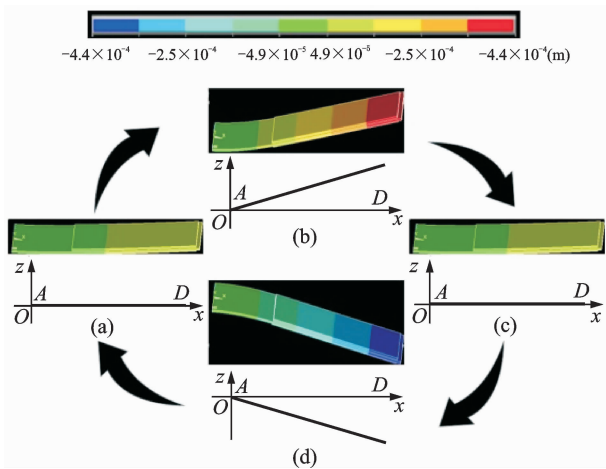 −4.4×10⁻⁴ −2.5×10⁻⁴ −4.9×10⁻⁵ 4.9×10⁻⁵ −2.5×10⁻⁴ −4.4×10⁻⁴(m)
z
A D
O x
(b)
z
A D
O x
(a)
z
A D
O x
(c)
z
A D
O x
(d)